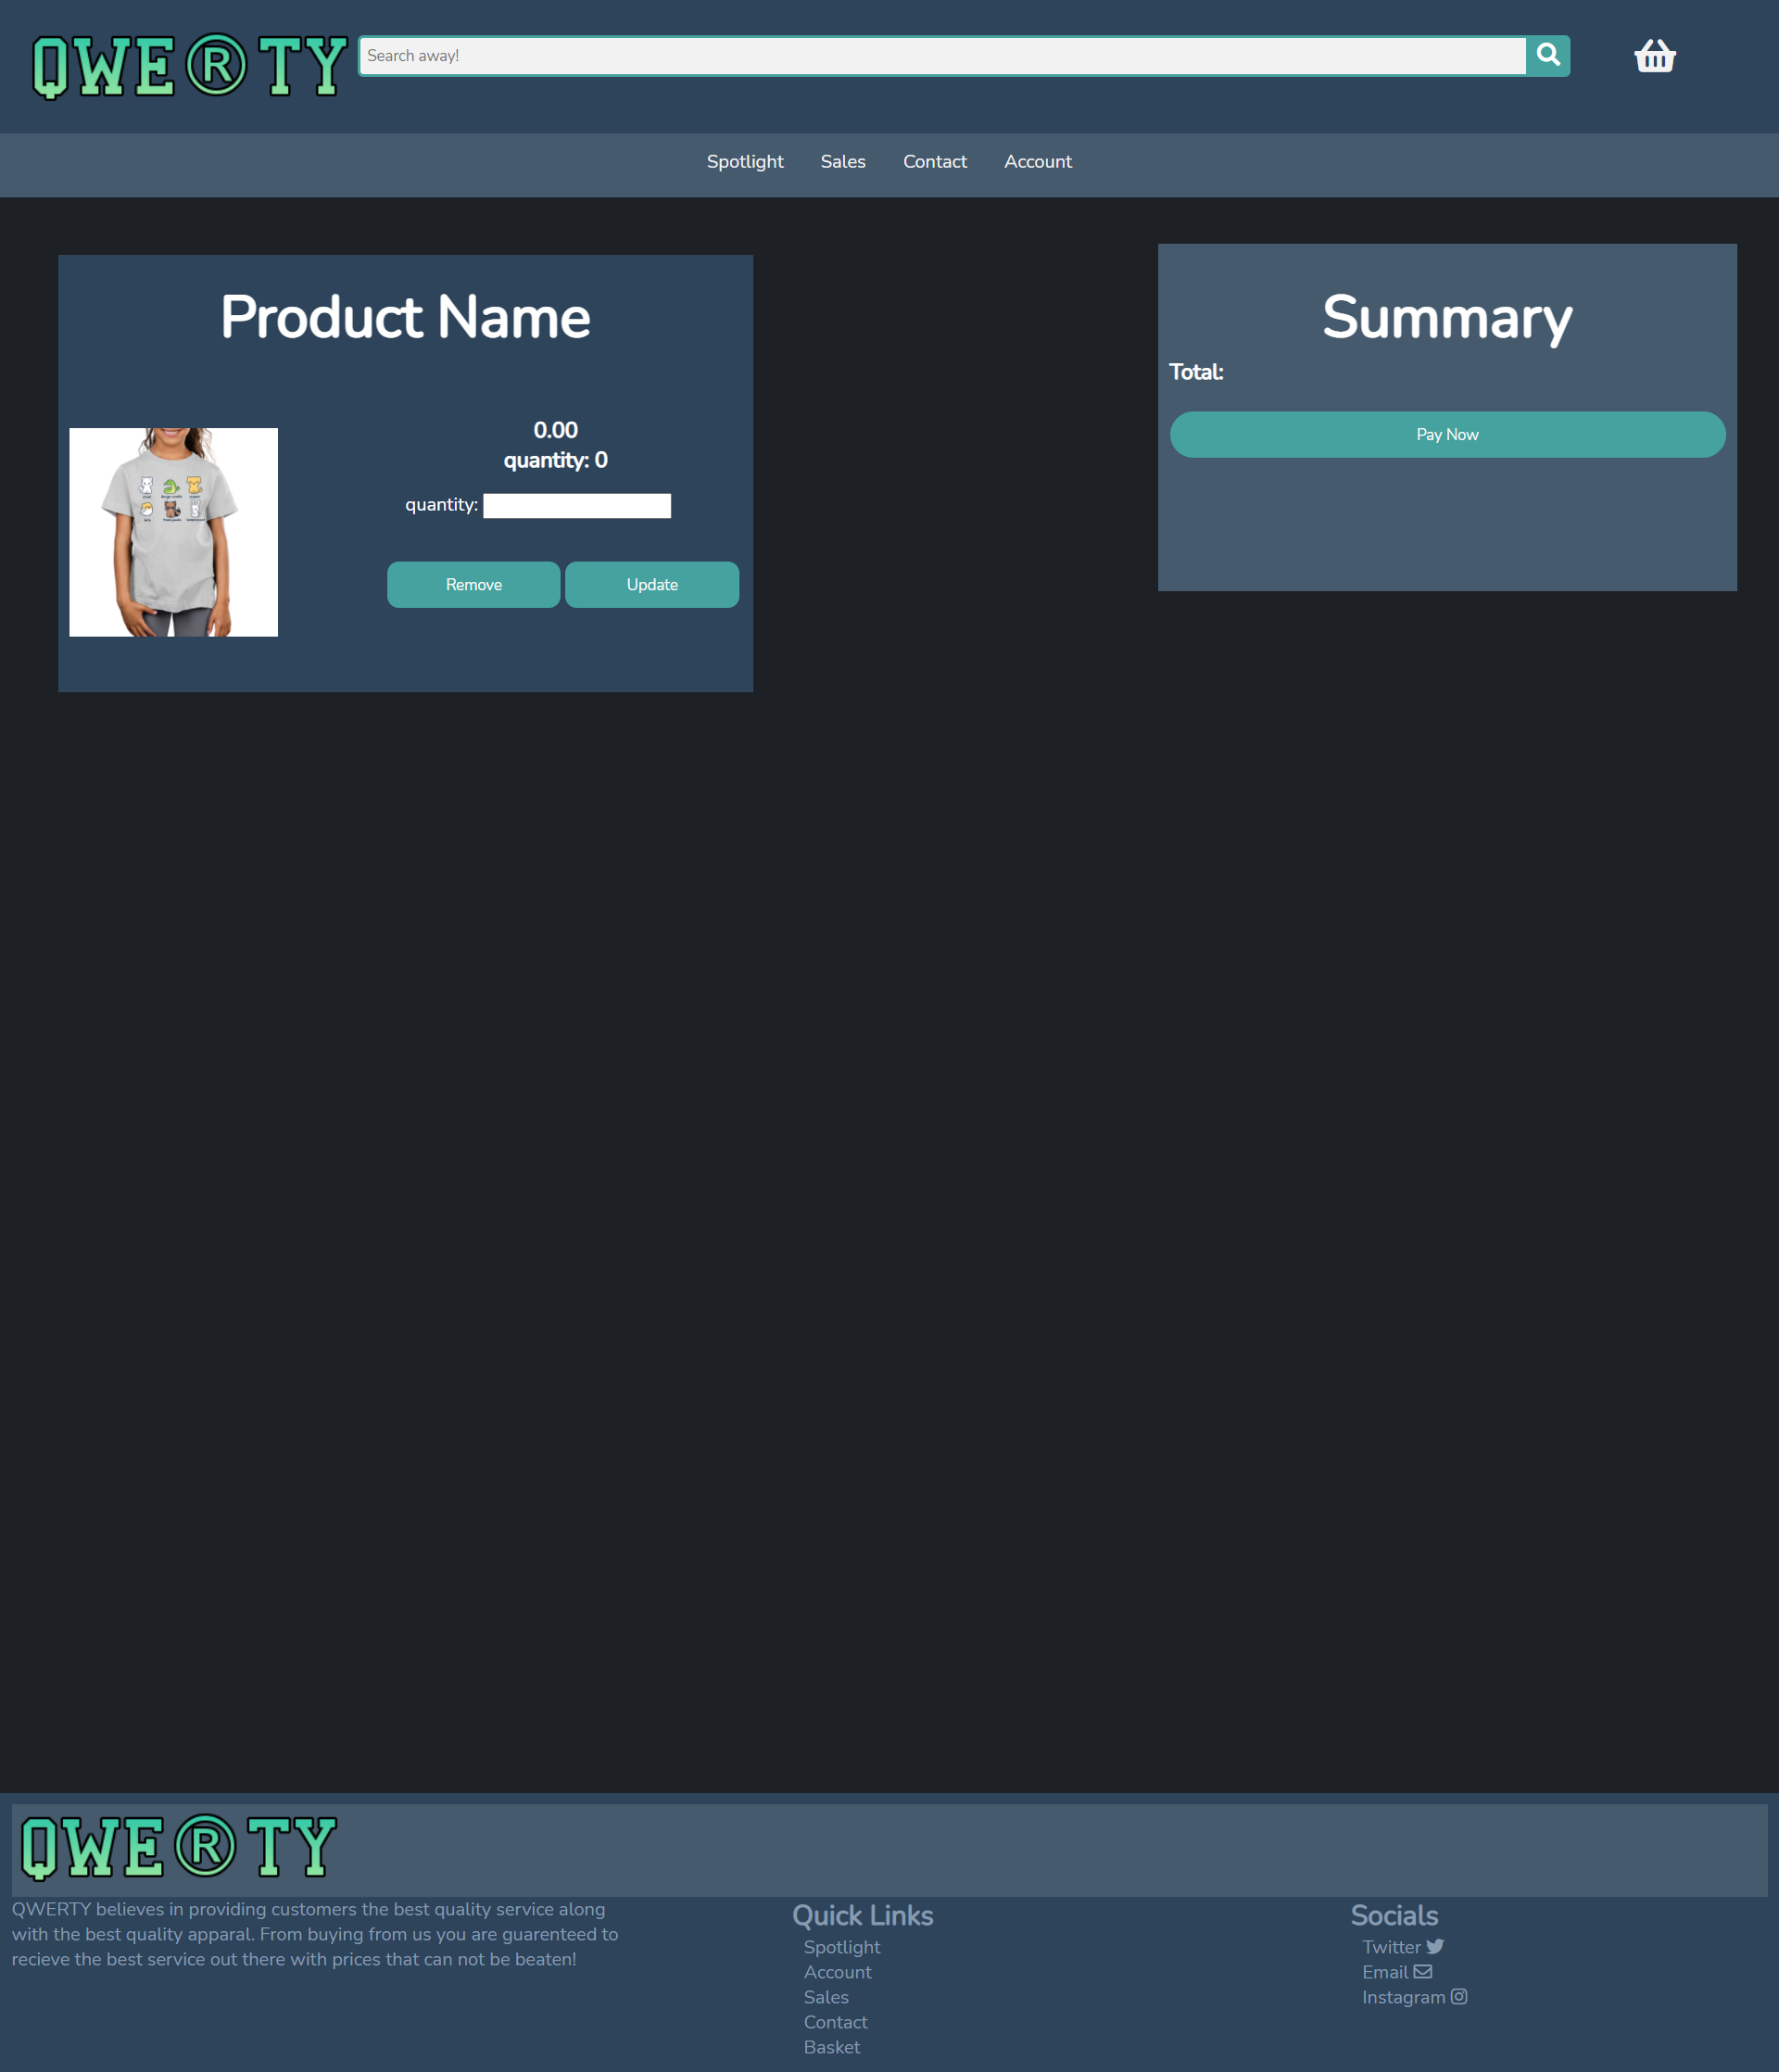 QWE®TY
Search away!
Spotlight Sales Contact Account
Product Name
0.00
quantity: 0
quantity:
Remove Update
Summary
Total:
Pay Now
QWE®TY
QWERTY believes in providing customers the best quality service along
with the best quality apparal. From buying from us you are guarenteed to
recieve the best service out there with prices that can not be beaten!
Quick Links
Spotlight
Account
Sales
Contact
Basket
Socials
Twitter
Email
Instagram